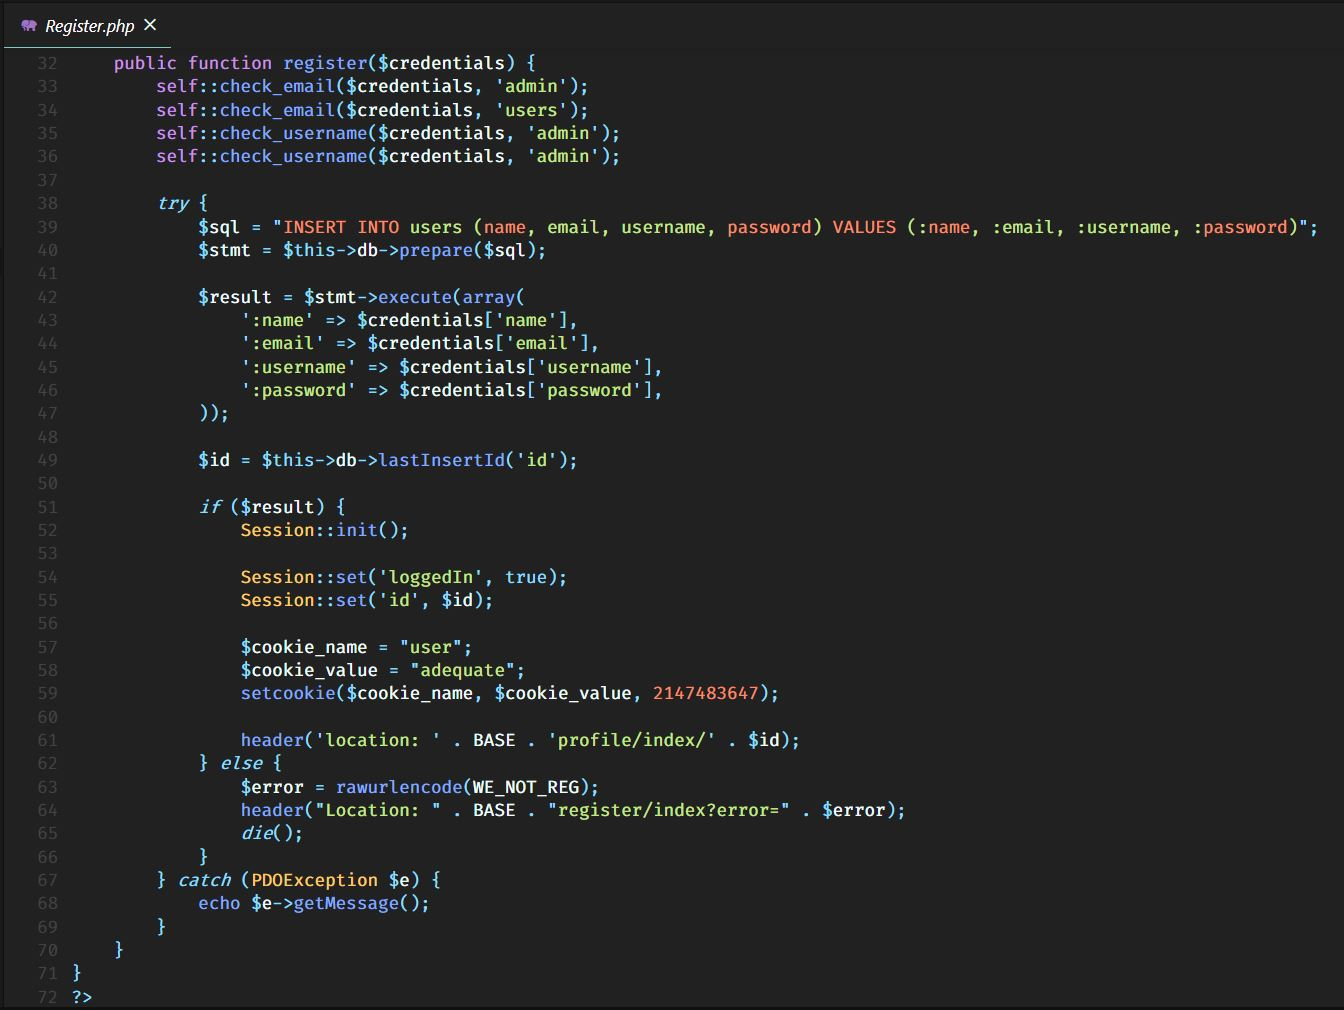 Register.php ×
32 public function register($credentials) {
33 self::check_email($credentials, 'admin');
34 self::check_email($credentials, 'users');
35 self::check_username($credentials, 'admin');
36 self::check_username($credentials, 'admin');
37
38 try {
39 $sql = "INSERT INTO users (name, email, username, password) VALUES (:name, :email, :username, :password)";
40 $stmt = $this->db->prepare($sql);
41
42 $result = $stmt->execute(array(
43 ':name' => $credentials['name'],
44 ':email' => $credentials['email'],
45 ':username' => $credentials['username'],
46 ':password' => $credentials['password'],
47 ));
48
49 $id = $this->db->lastInsertId('id');
50
51 if ($result) {
52 Session::init();
53
54 Session::set('loggedIn', true);
55 Session::set('id', $id);
56
57 $cookie_name = "user";
58 $cookie_value = "adequate";
59 setcookie($cookie_name, $cookie_value, 2147483647);
60
61 header('location: ' . BASE . 'profile/index/' . $id);
62 } else {
63 $error = rawurlencode(WE_NOT_REG);
64 header("Location: " . BASE . "register/index?error=" . $error);
65 die();
66 }
67 } catch (PDOException $e) {
68 echo $e->getMessage();
69 }
70 }
71 }
72 ?>